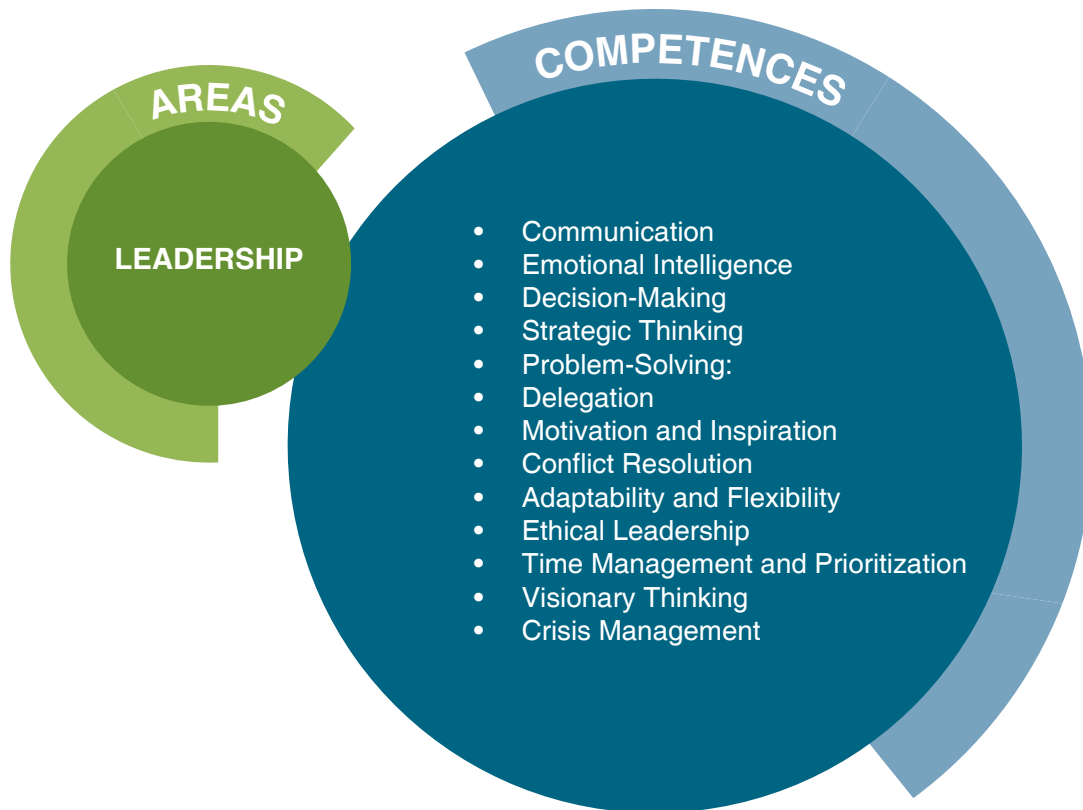 AREAS
LEADERSHIP
COMPETENCES
• Communication
• Emotional Intelligence
• Decision-Making
• Strategic Thinking
• Problem-Solving:
• Delegation
• Motivation and Inspiration
• Conflict Resolution
• Adaptability and Flexibility
• Ethical Leadership
• Time Management and Prioritization
• Visionary Thinking
• Crisis Management